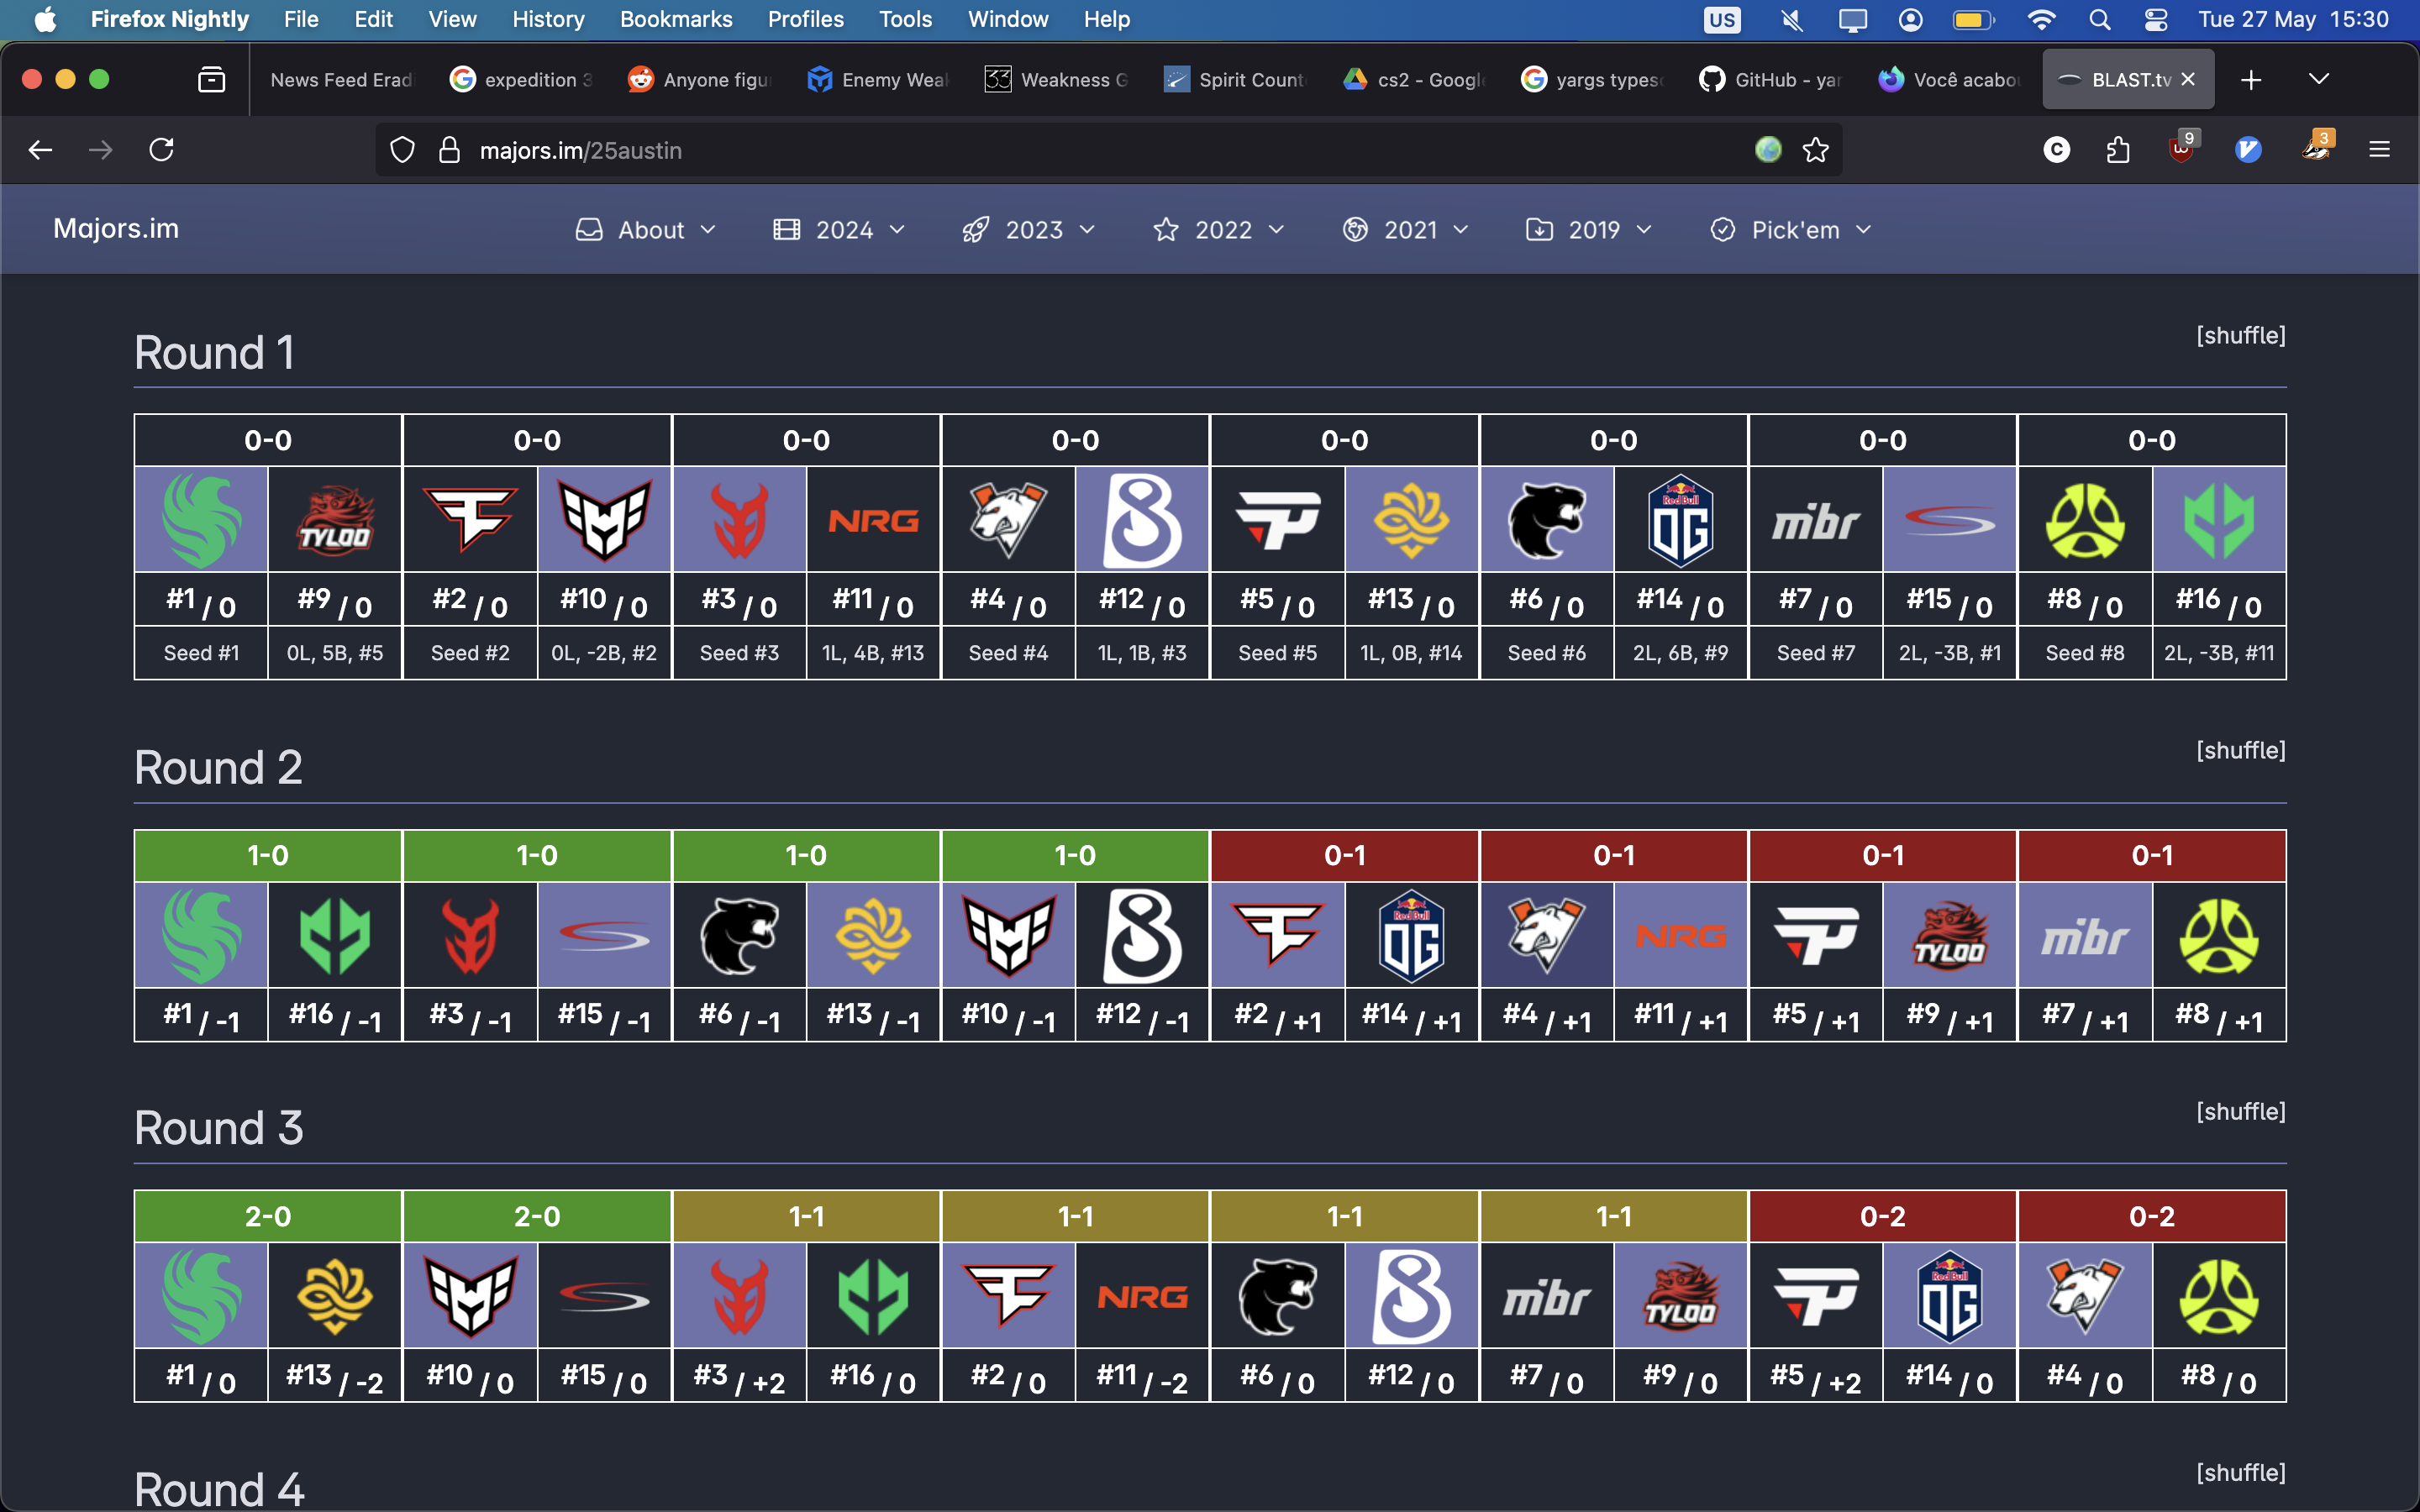 Firefox Nightly File Edit View History Bookmarks Profiles Tools Window Help US Tue 27 May 15:30
News Feed Erad expedition 3 Anyone figu Enemy Weak 33 Weakness G Spirit Count cs2 - Google yargs types GitHub - yar Você acabou BLAST.tv
majors.im/25austin C 9 3
Majors.im About 2024 2023 2022 2021 2019 Pick'em
Round 1 [shuffle]
0-0 0-0 0-0 0-0 0-0 0-0 0-0 0-0
TYLOO NRG Red Bull OG mibr
#1 / 0 #9 / 0 #2 / 0 #10 / 0 #3 / 0 #11 / 0 #4 / 0 #12 / 0 #5 / 0 #13 / 0 #6 / 0 #14 / 0 #7 / 0 #15 / 0 #8 / 0 #16 / 0
Seed #1 0L, 5B, #5 Seed #2 0L, -2B, #2 Seed #3 1L, 4B, #13 Seed #4 1L, 1B, #3 Seed #5 1L, 0B, #14 Seed #6 2L, 6B, #9 Seed #7 2L, -3B, #1 Seed #8 2L, -3B, #11
Round 2 [shuffle]
1-0 1-0 1-0 1-0 0-1 0-1 0-1 0-1
Red Bull OG NRG TYLOO mibr
#1 / -1 #16 / -1 #3 / -1 #15 / -1 #6 / -1 #13 / -1 #10 / -1 #12 / -1 #2 / +1 #14 / +1 #4 / +1 #11 / +1 #5 / +1 #9 / +1 #7 / +1 #8 / +1
Round 3 [shuffle]
2-0 2-0 1-1 1-1 1-1 1-1 0-2 0-2
NRG mibr TYLOO Red Bull OG
#1 / 0 #13 / -2 #10 / 0 #15 / 0 #3 / +2 #16 / 0 #2 / 0 #11 / -2 #6 / 0 #12 / 0 #7 / 0 #9 / 0 #5 / +2 #14 / 0 #4 / 0 #8 / 0
Round 4 [shuffle]